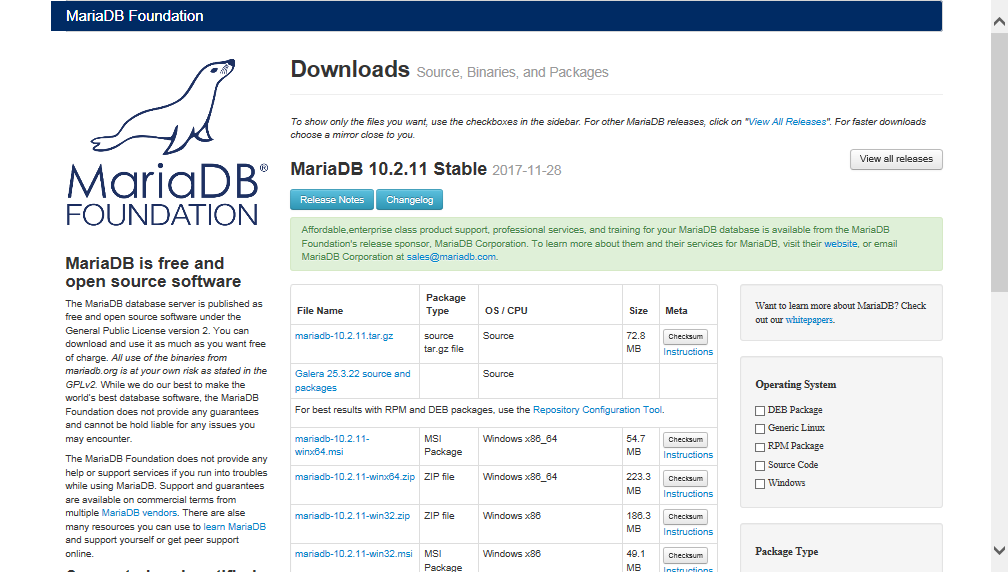 MariaDB Foundation
MariaDB®
FOUNDATION
MariaDB is free and
open source software
The MariaDB database server is published as
free and open source software under the
General Public License version 2. You can
download and use it as much as you want free
of charge. All use of the binaries from
mariadb.org is at your own risk as stated in the
GPLv2. While we do our best to make the
world's best database software, the MariaDB
Foundation does not provide any guarantees
and cannot be hold liable for any issues you
may encounter.
The MariaDB Foundation does not provide any
help or support services if you run into troubles
while using MariaDB. Support and guarantees
are available on commercial terms from
multiple MariaDB vendors. There are alse
many resources you can use to learn MariaDB
and support yourself or get peer support
online.
Downloads Source, Binaries, and Packages
To show only the files you want, use the checkboxes in the sidebar. For other MariaDB releases, click on "View All Releases". For faster downloads
choose a mirror close to you.
View all releases
MariaDB 10.2.11 Stable 2017-11-28
Release Notes Changelog
Affordable,enterprise class product support, professional services, and training for your MariaDB database is available from the MariaDB
Foundation's release sponsor, MariaDB Corporation. To learn more about them and their services for MariaDB, visit their website, or email
MariaDB Corporation at sales@mariadb.com.
File Name Package Type OS / CPU Size Meta
mariadb-10.2.11.tar.gz source tar.gz file Source 72.8 MB Checksum Instructions
Galera 25.3.22 source and packages Source
For best results with RPM and DEB packages, use the Repository Configuration Tool.
mariadb-10.2.11-winx64.msi MSI Package Windows x86_64 54.7 MB Checksum Instructions
mariadb-10.2.11-winx64.zip ZIP file Windows x86_64 223.3 MB Checksum Instructions
mariadb-10.2.11-win32.zip ZIP file Windows x86 186.3 MB Checksum Instructions
mariadb-10.2.11-win32.msi MSI Package Windows x86 49.1 MB Checksum Instructions
Want to learn more about MariaDB? Check
out our whitepapers.
Operating System
DEB Package
Generic Linux
RPM Package
Source Code
Windows
Package Type